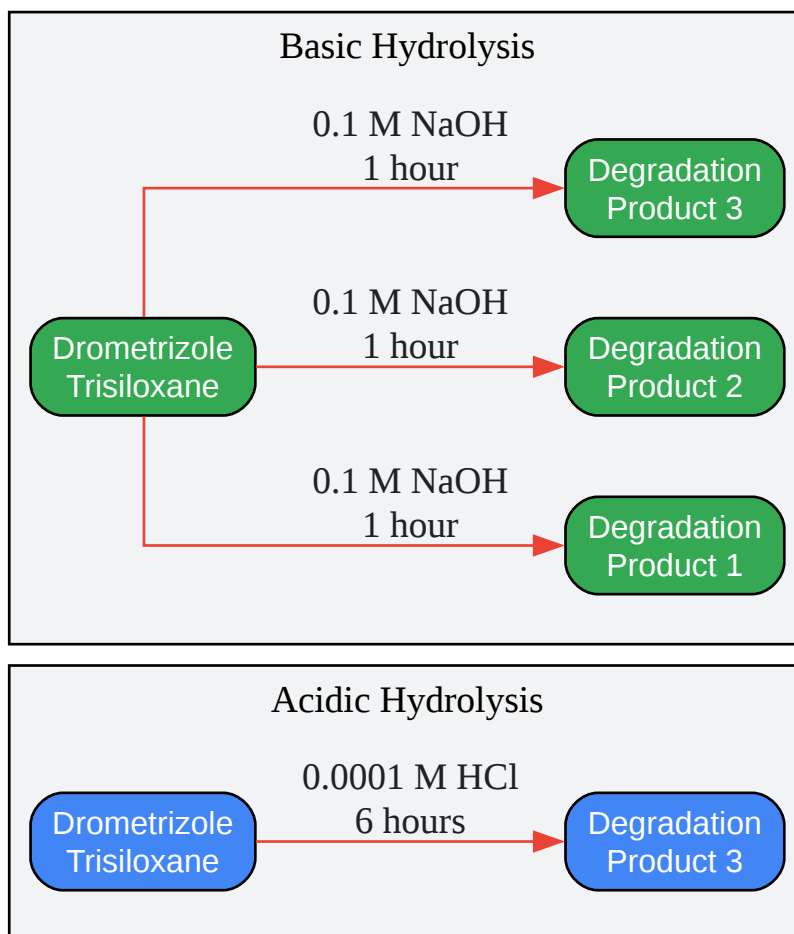 Basic Hydrolysis
0.1 M NaOH
1 hour
Degradation
Product 3
0.1 M NaOH
1 hour
Drometrizole
Trisiloxane
Degradation
Product 2
0.1 M NaOH
1 hour
Degradation
Product 1
Acidic Hydrolysis
0.0001 M HCl
6 hours
Drometrizole
Trisiloxane
Degradation
Product 3